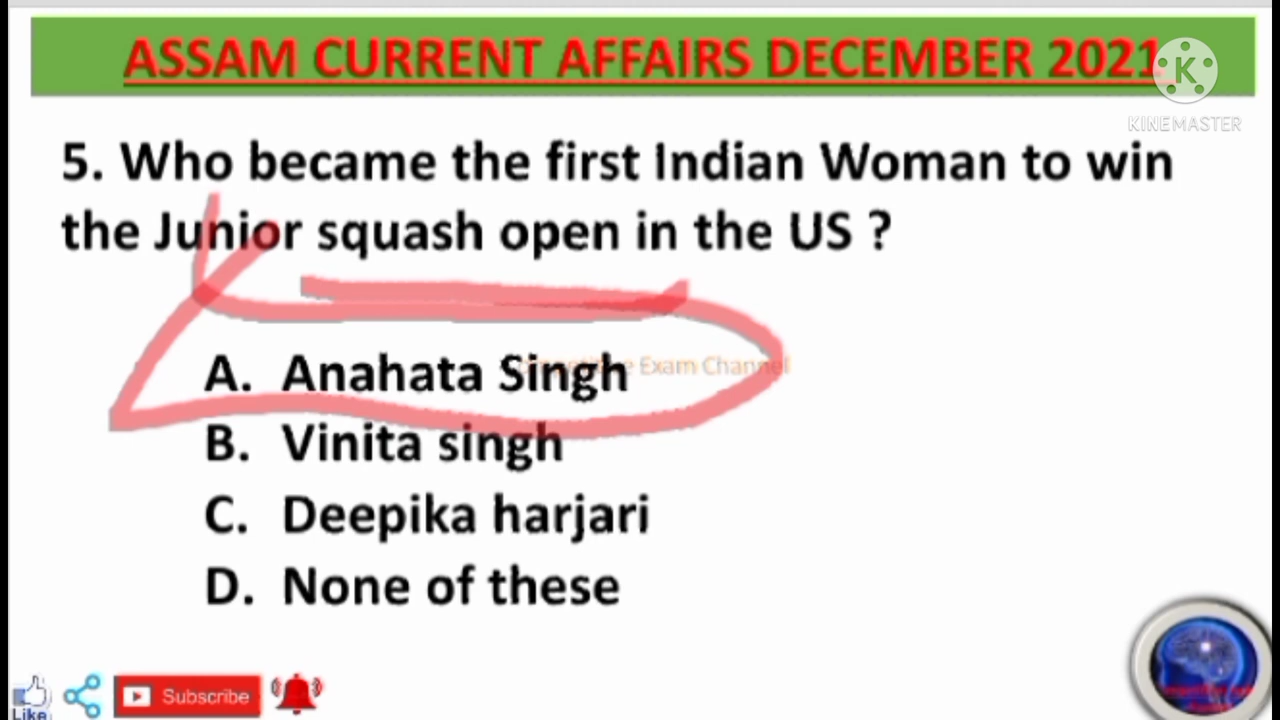 ASSAM CURRENT AFFAIRS DECEMBER 2021
KINEMASTER
5. Who became the first Indian Woman to win
the Junior squash open in the US ?
A. Anahata Singh
Exam Channel
B. Vinita singh
C. Deepika harjari
D. None of these
Like
Subscribe